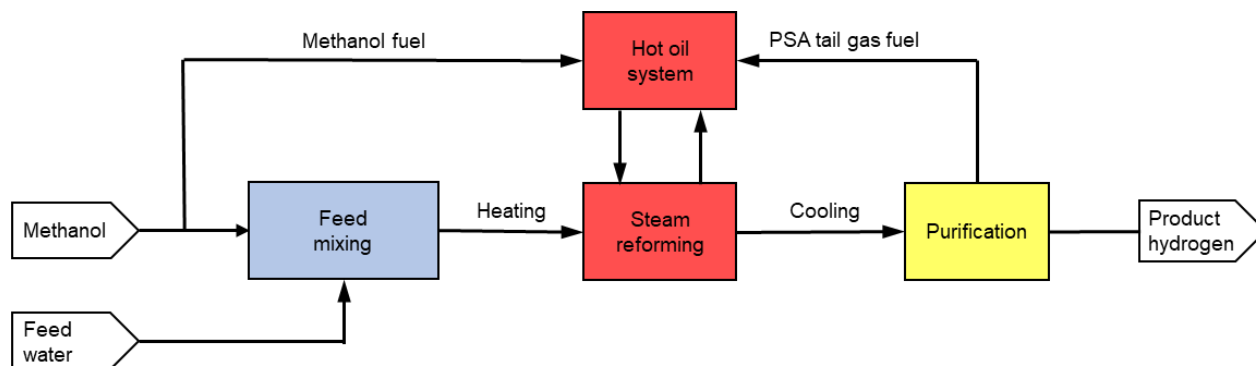 Methanol fuel
Hot oil
system
PSA tail gas fuel
Methanol
Feed
mixing
Heating
Steam
reforming
Cooling
Purification
Product
hydrogen
Feed
water